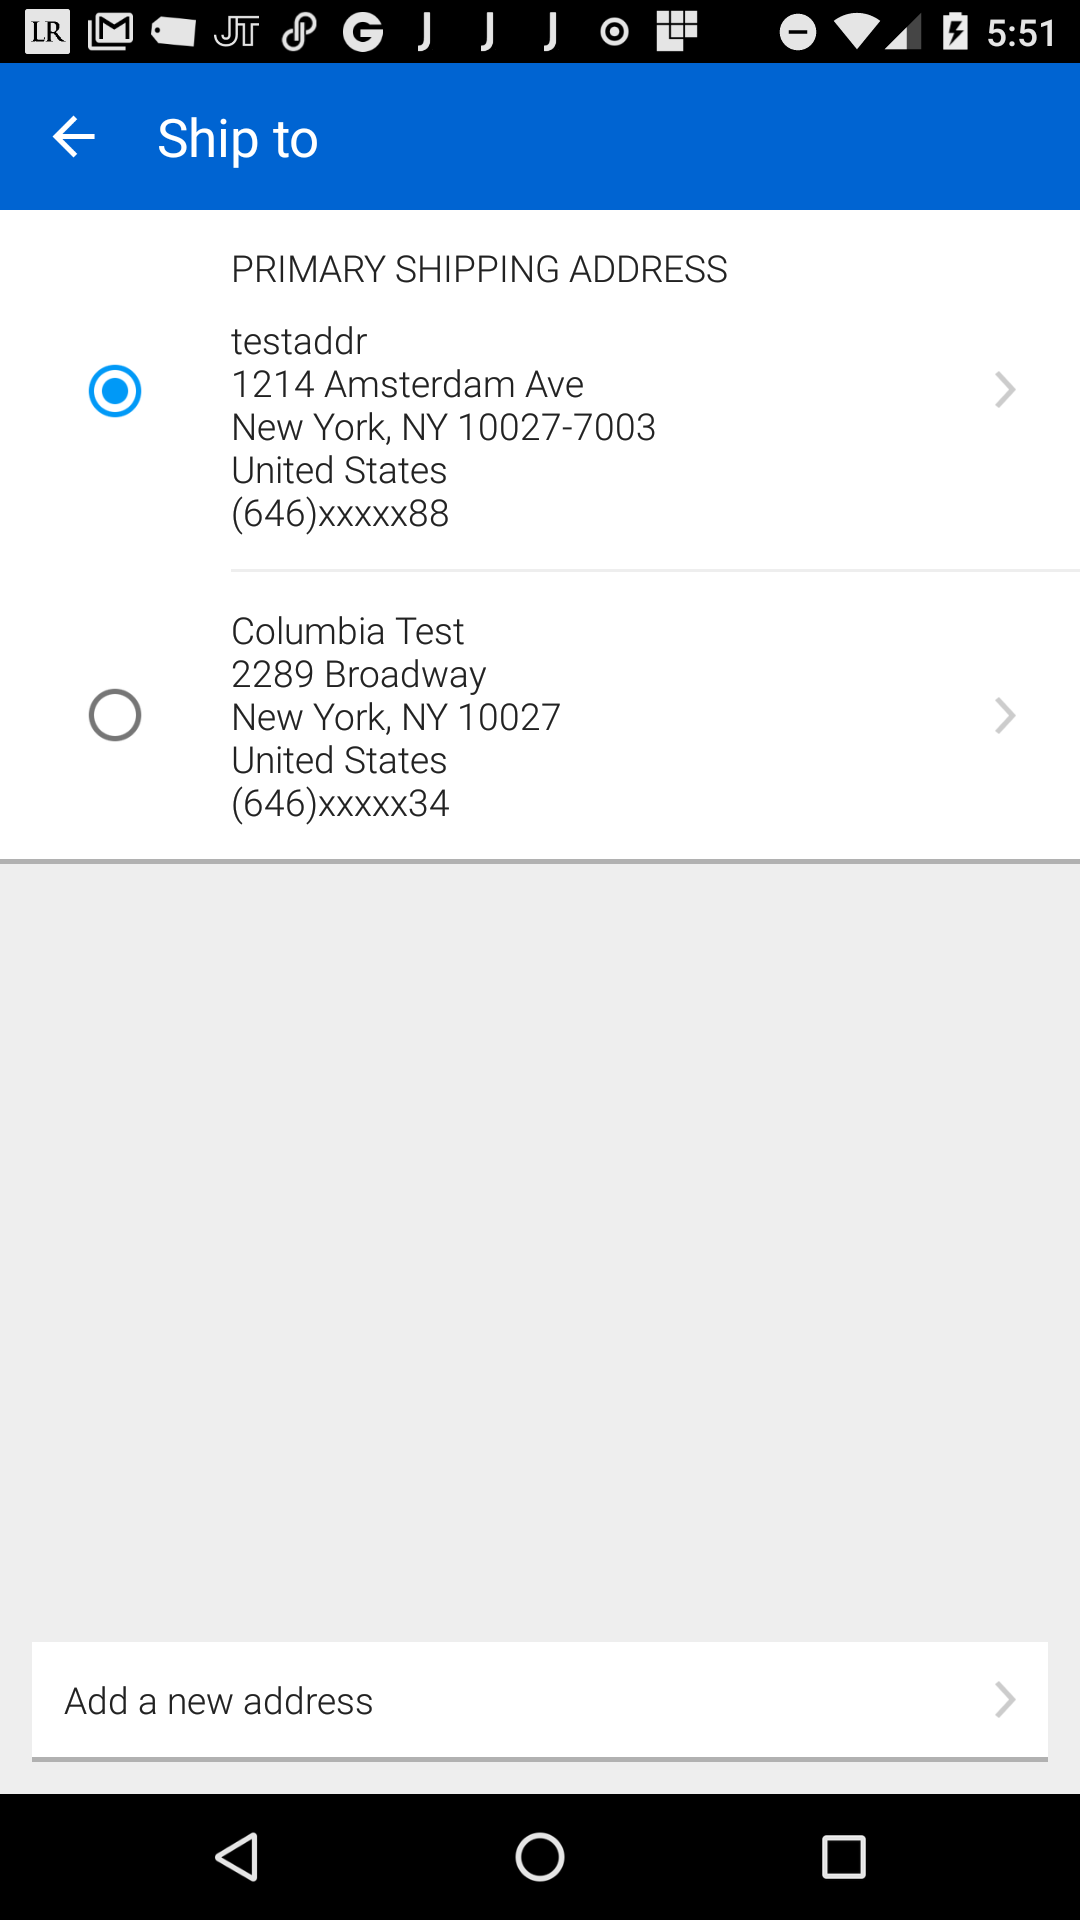 LR M JT G J J J 5:51
Ship to
PRIMARY SHIPPING ADDRESS
testaddr
1214 Amsterdam Ave
New York, NY 10027-7003
United States
(646)xxxxx88
Columbia Test
2289 Broadway
New York, NY 10027
United States
(646)xxxxx34
Add a new address